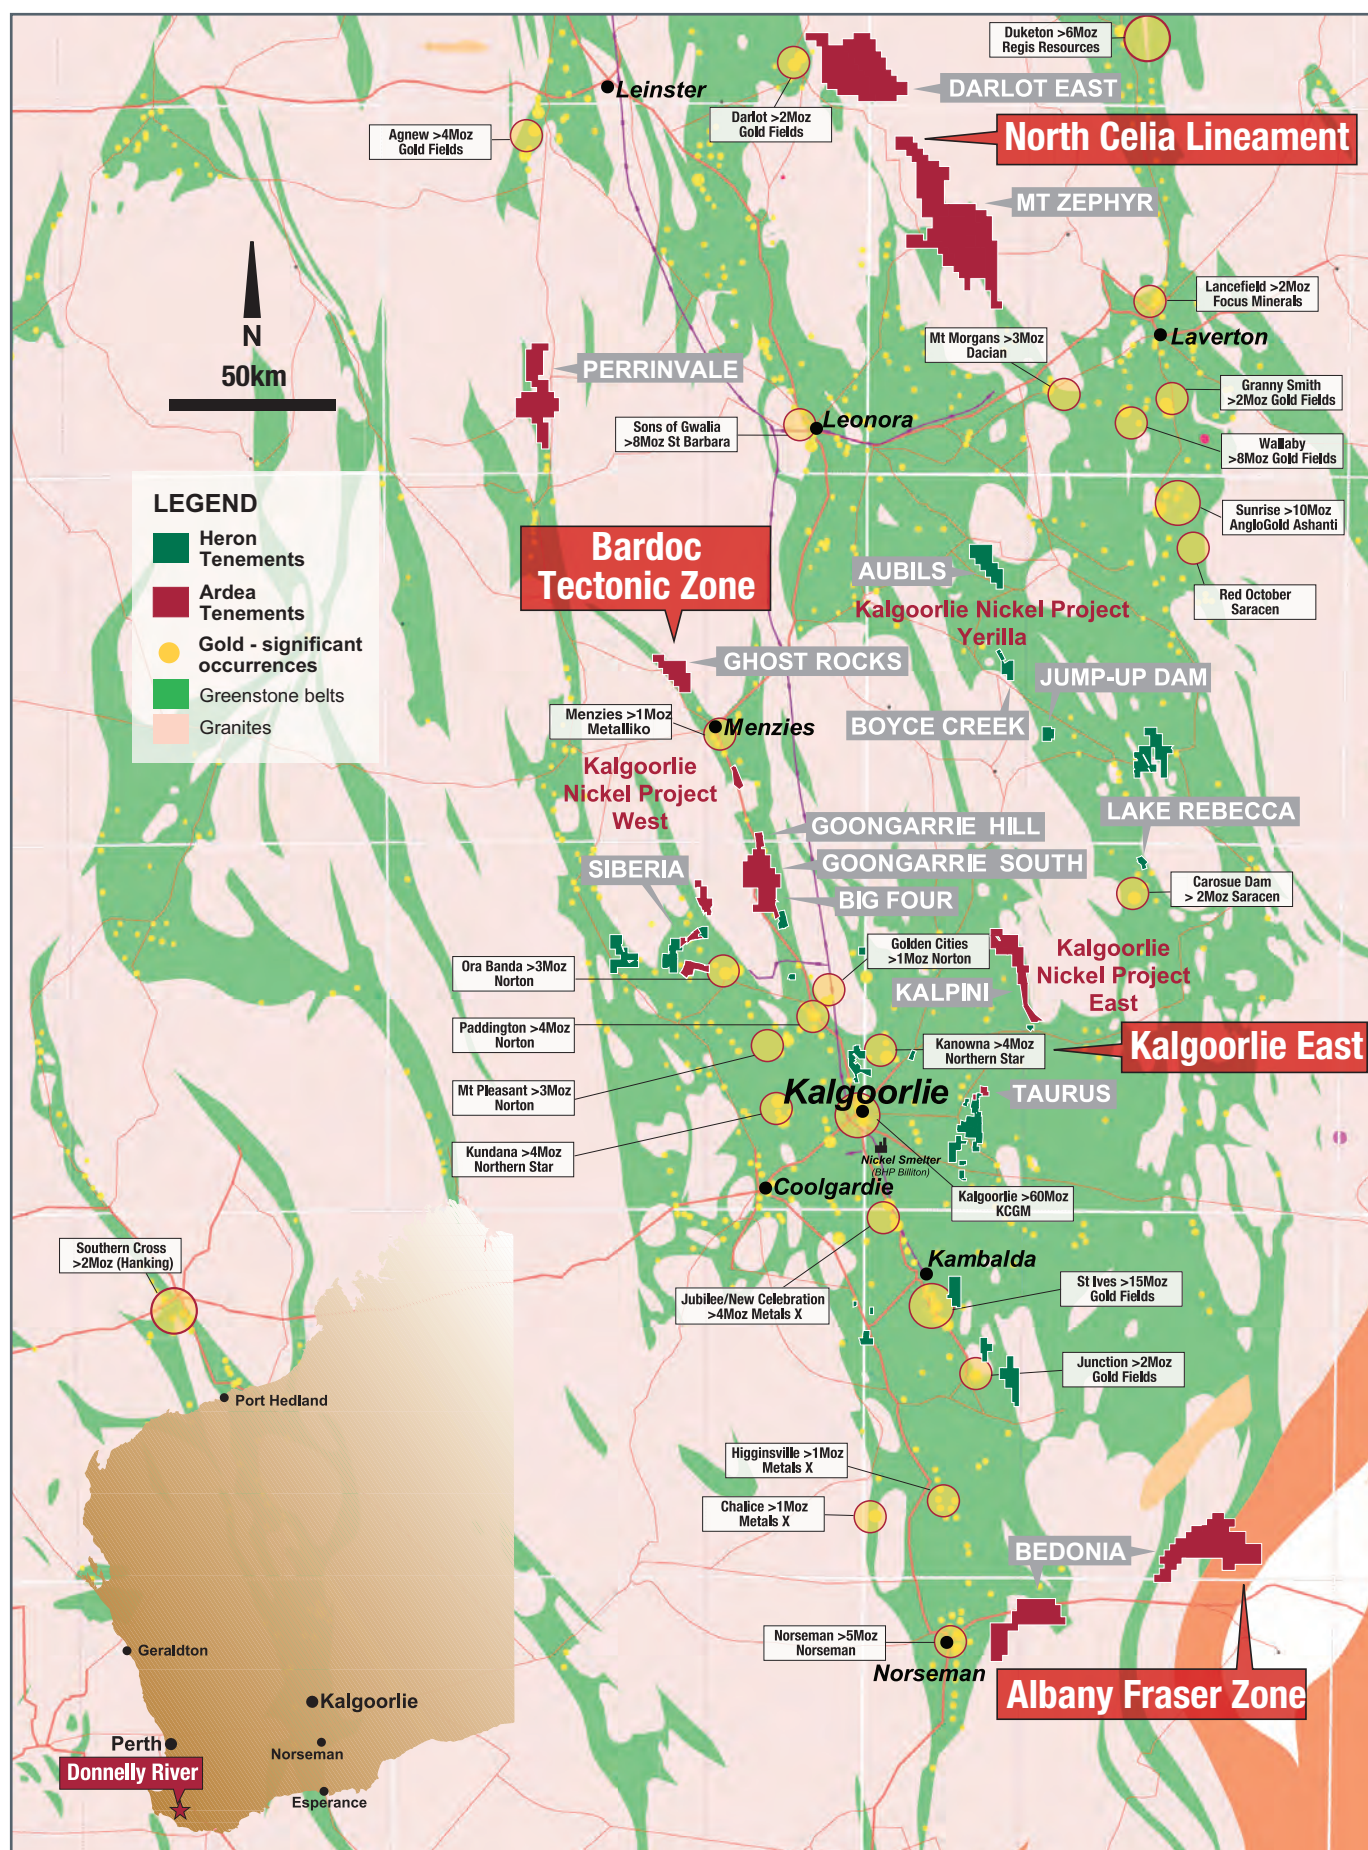 Duketon >6Moz
Regis Resources
Leinster
DARLOT EAST
Darlot >2Moz
Gold Fields
Agnew >4Moz
Gold Fields
North Celia Lineament
MT ZEPHYR
N
50km
Lancefield >2Moz
Focus Minerals
Laverton
Mt Morgans >3Moz
Dacian
PERRINVALE
Granny Smith
>2Moz Gold Fields
Sons of Gwalia
>8Moz St Barbara
Leonora
Wallaby
>8Moz Gold Fields
LEGEND
Heron
Tenements
Ardea
Tenements
Gold - significant
occurrences
Greenstone belts
Granites
Sunrise >10Moz
AngloGold Ashanti
Bardoc
Tectonic Zone
AUBILS
Red October
Saracen
Kalgoorlie Nickel Project
Yerilla
GHOST ROCKS
JUMP-UP DAM
BOYCE CREEK
Menzies >1Moz
Metalliko
Menzies
Kalgoorlie
Nickel Project
West
LAKE REBECCA
GOONGARRIE HILL
GOONGARRIE SOUTH
SIBERIA
BIG FOUR
Carosue Dam
> 2Moz Saracen
Golden Cities
>1Moz Norton
Kalgoorlie
Nickel Project
East
Ora Banda >3Moz
Norton
KALPINI
Paddington >4Moz
Norton
Kanowna >4Moz
Northern Star
Kalgoorlie East
Mt Pleasant >3Moz
Norton
Kalgoorlie
TAURUS
Kundana >4Moz
Northern Star
Nickel Smelter
(BHP Billiton)
Coolgardie
Kalgoorlie >60Moz
KCGM
Southern Cross
>2Moz (Hanking)
Kambalda
St Ives >15Moz
Gold Fields
Jubilee/New Celebration
>4Moz Metals X
Junction >2Moz
Gold Fields
Port Hedland
Higginsville >1Moz
Metals X
Chalice >1Moz
Metals X
BEDONIA
Norseman >5Moz
Norseman
Norseman
Albany Fraser Zone
Geraldton
Kalgoorlie
Perth
Norseman
Donnelly River
Esperance